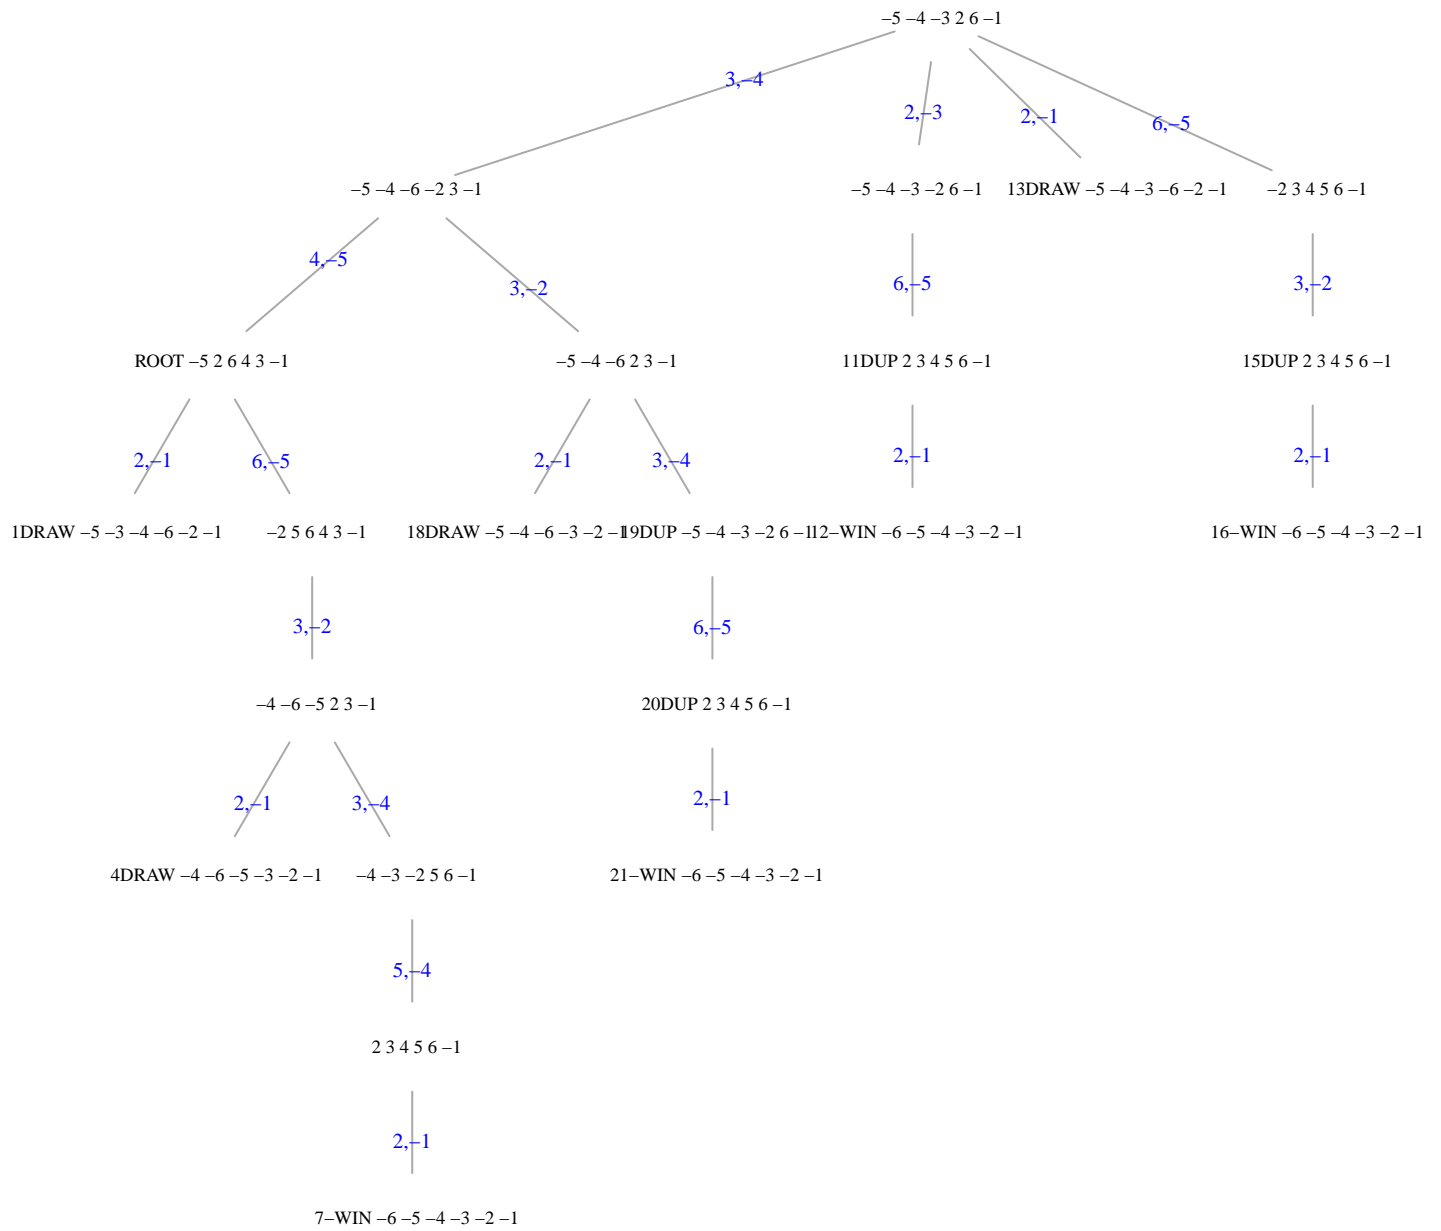 –5 –4 –3 2 6 –1
3,–4
2,–3
2,–1
6,–5
–5 –4 –6 –2 3 –1
–5 –4 –3 –2 6 –1
13DRAW –5 –4 –3 –6 –2 –1
–2 3 4 5 6 –1
4,–5
3,–2
6,–5
3,–2
ROOT –5 2 6 4 3 –1
–5 –4 –6 2 3 –1
11DUP 2 3 4 5 6 –1
15DUP 2 3 4 5 6 –1
2,–1
6,–5
2,–1
3,–4
2,–1
2,–1
1DRAW –5 –3 –4 –6 –2 –1
–2 5 6 4 3 –1
18DRAW –5 –4 –6 –3 –2 –1
19DUP –5 –4 –3 –2 6 –1
12–WIN –6 –5 –4 –3 –2 –1
16–WIN –6 –5 –4 –3 –2 –1
3,–2
6,–5
–4 –6 –5 2 3 –1
20DUP 2 3 4 5 6 –1
2,–1
3,–4
2,–1
4DRAW –4 –6 –5 –3 –2 –1
–4 –3 –2 5 6 –1
21–WIN –6 –5 –4 –3 –2 –1
5,–4
2 3 4 5 6 –1
2,–1
7–WIN –6 –5 –4 –3 –2 –1